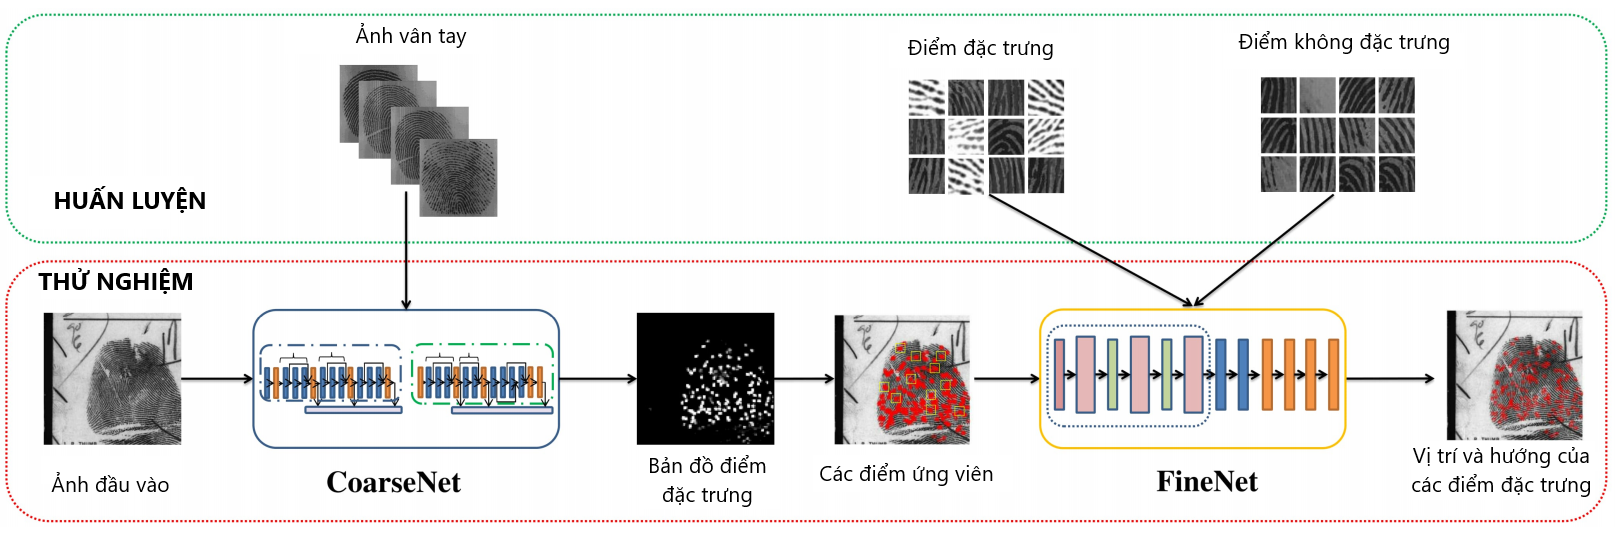 Ảnh vân tay
Điểm đặc trưng
Điểm không đặc trưng
HUẤN LUYỆN
THỬ NGHIỆM
Ảnh đầu vào
CoarseNet
Bản đồ điểm
đặc trưng
Các điểm ứng viên
FineNet
Vị trí và hướng của
các điểm đặc trưng